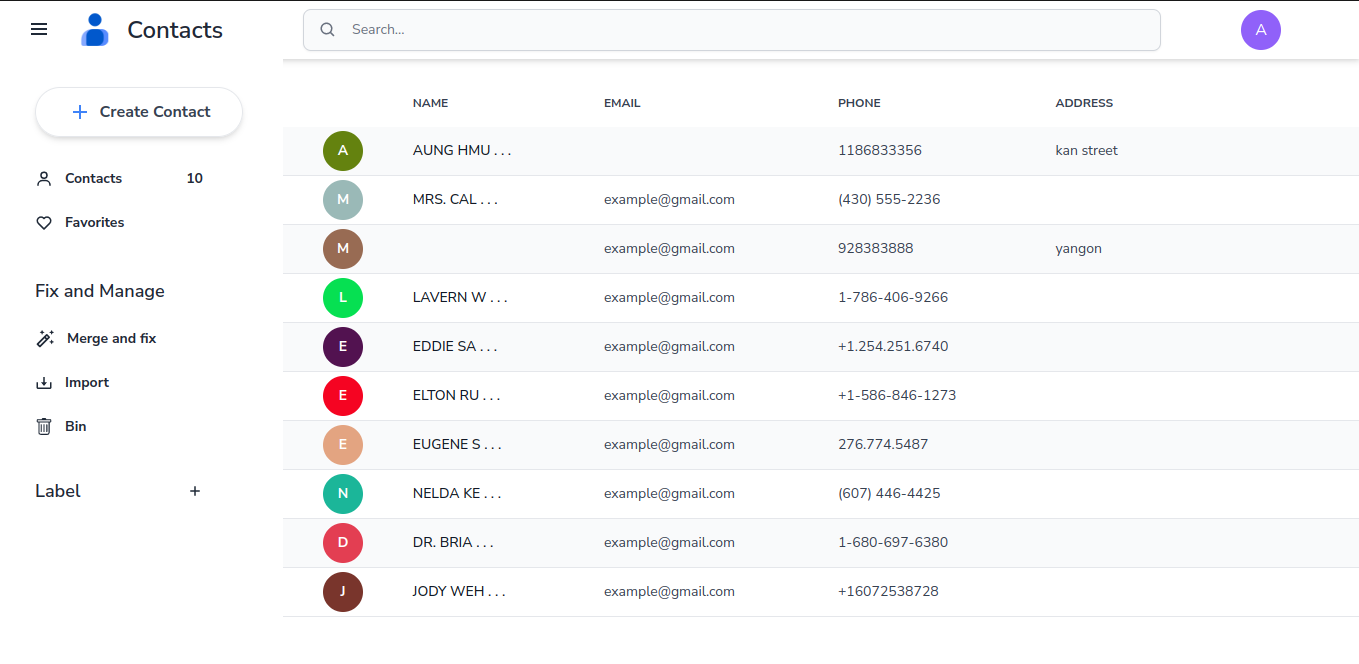 Contacts
Search...
A
Create Contact
Contacts 10
Favorites
Fix and Manage
Merge and fix
Import
Bin
Label +
NAME EMAIL PHONE ADDRESS
A AUNG HMU . . . 1186833356 kan street
M MRS. CAL . . . example@gmail.com (430) 555-2236
M example@gmail.com 928383888 yangon
L LAVERN W . . . example@gmail.com 1-786-406-9266
E EDDIE SA . . . example@gmail.com +1.254.251.6740
E ELTON RU . . . example@gmail.com +1-586-846-1273
E EUGENE S . . . example@gmail.com 276.774.5487
N NELDA KE . . . example@gmail.com (607) 446-4425
D DR. BRIA . . . example@gmail.com 1-680-697-6380
J JODY WEH . . . example@gmail.com +16072538728